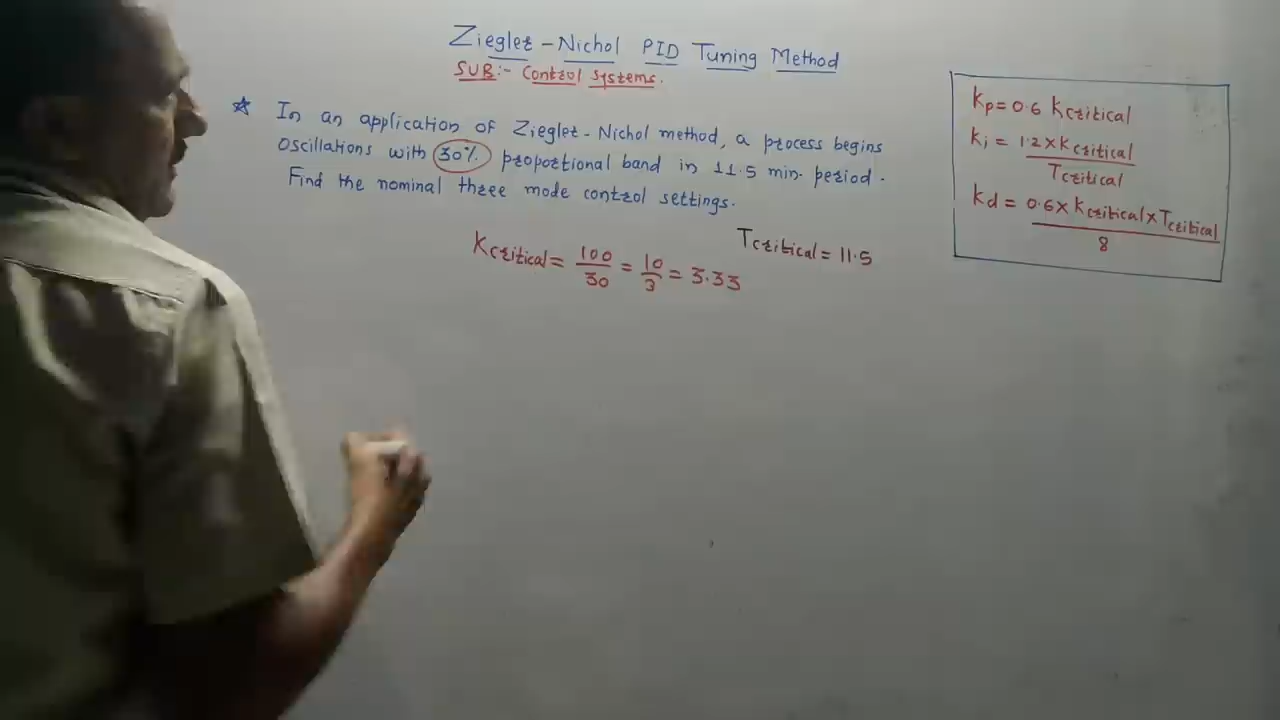 Ziegler - Nichol PID Tuning Method
SUB:- Control systems.
☆ In an application of Ziegler - Nichol method, a process begins
oscillations with 30% proportional band in 11.5 min. period.
Find the nominal three mode control settings.
Kcritical = 100/30 = 10/3 = 3.33
Tcritical = 11.5
Kp = 0.6 Kcritical
Ki = 1.2 x Kcritical / Tcritical
Kd = 0.6 x Kcritical x Tcritical / 8